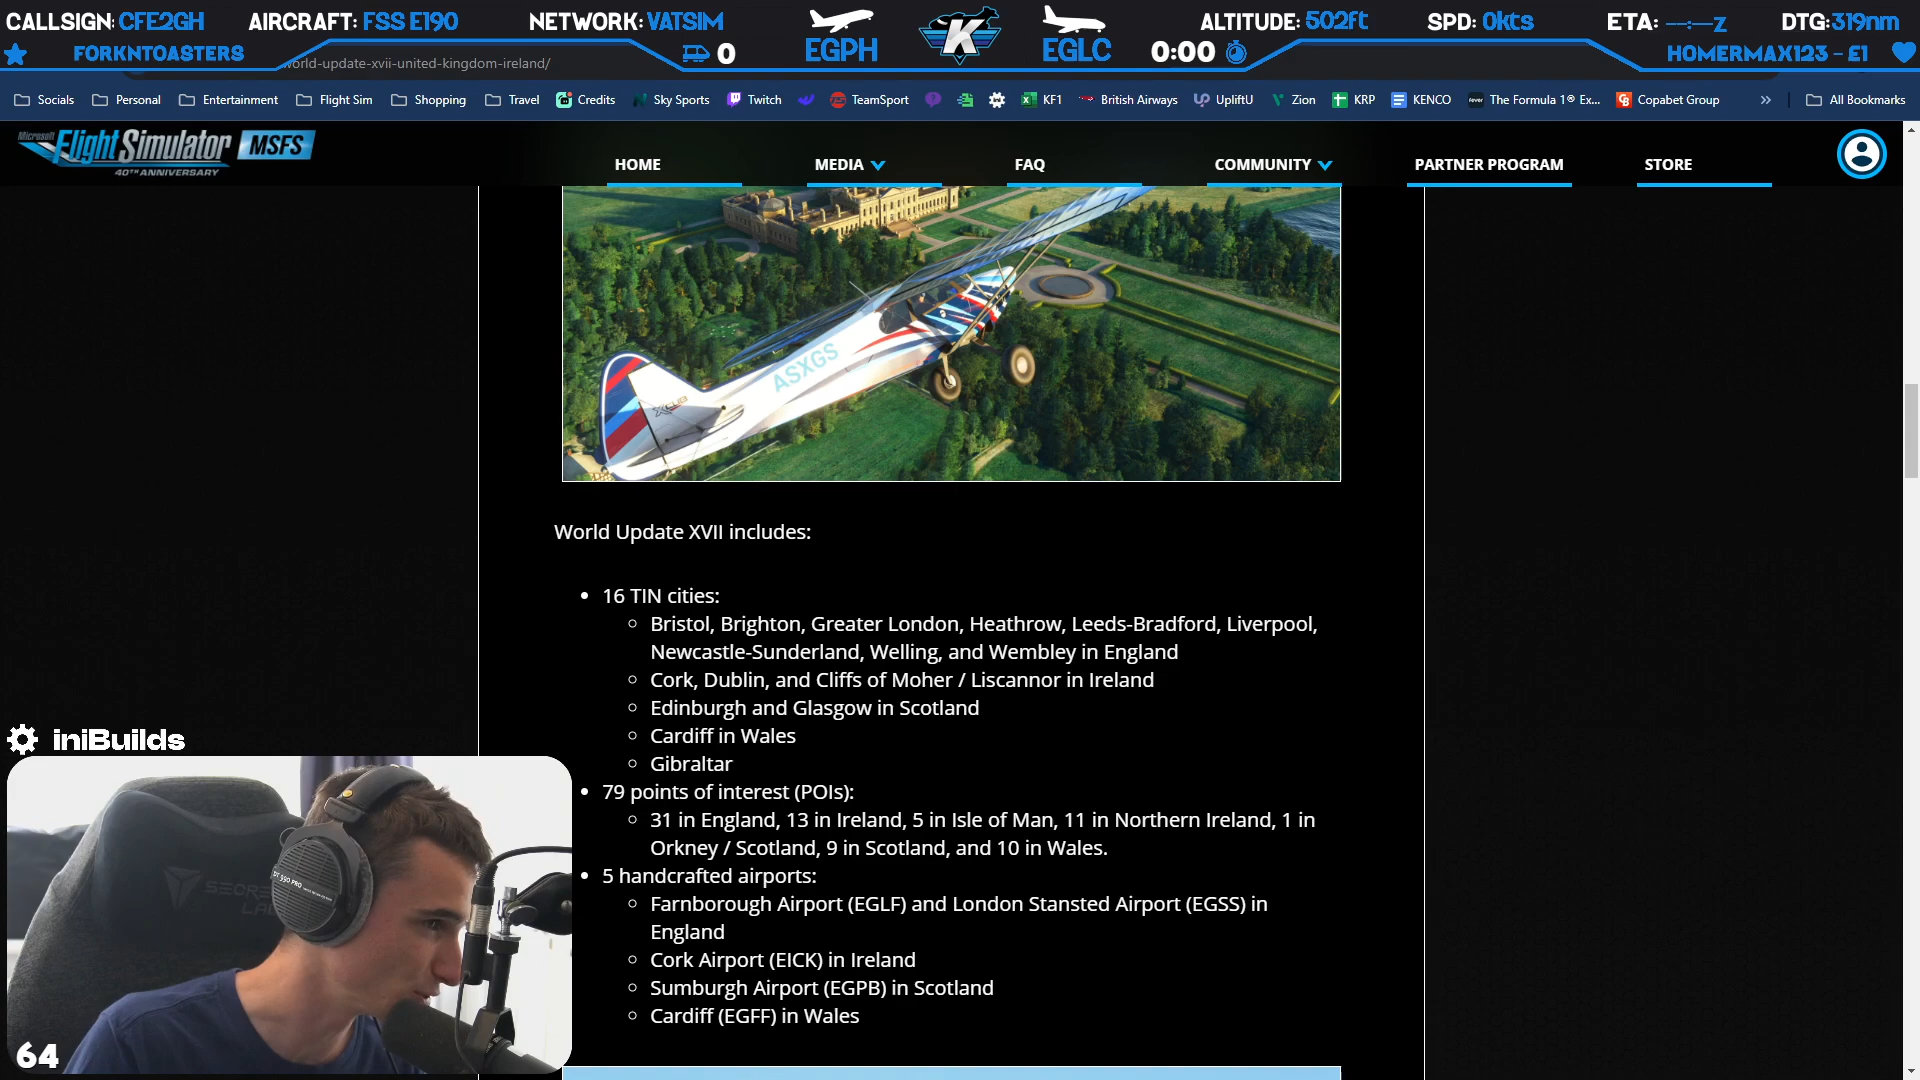 CALLSIGN: CFE2GH
AIRCRAFT: FSS E190
NETWORK: VATSIM
EGPH
K
EGLC
ALTITUDE: 502ft
SPD: 0kts
ETA: --:--Z
DTG:319nm
FORKNTOASTERS
0
0:00
HOMERMAX123 - £1
world-update-xvii-united-kingdom-ireland/
Socials
Personal
Entertainment
Flight Sim
Shopping
Travel
Credits
Sky Sports
Twitch
TeamSport
KF1
British Airways
UpliftU
Zion
KRP
KENCO
The Formula 1® Ex...
Copabet Group
»
All Bookmarks
Microsoft
Flight Simulator
MSFS
40TH ANNIVERSARY
HOME
MEDIA
FAQ
COMMUNITY
PARTNER PROGRAM
STORE
ASXGS
XCUB
World Update XVII includes:
• 16 TIN cities:
○ Bristol, Brighton, Greater London, Heathrow, Leeds-Bradford, Liverpool,
Newcastle-Sunderland, Welling, and Wembley in England
○ Cork, Dublin, and Cliffs of Moher / Liscannor in Ireland
○ Edinburgh and Glasgow in Scotland
○ Cardiff in Wales
○ Gibraltar
• 79 points of interest (POIs):
○ 31 in England, 13 in Ireland, 5 in Isle of Man, 11 in Northern Ireland, 1 in
Orkney / Scotland, 9 in Scotland, and 10 in Wales.
• 5 handcrafted airports:
○ Farnborough Airport (EGLF) and London Stansted Airport (EGSS) in
England
○ Cork Airport (EICK) in Ireland
○ Sumburgh Airport (EGPB) in Scotland
○ Cardiff (EGFF) in Wales
iniBuilds
DT 990 PRO
64